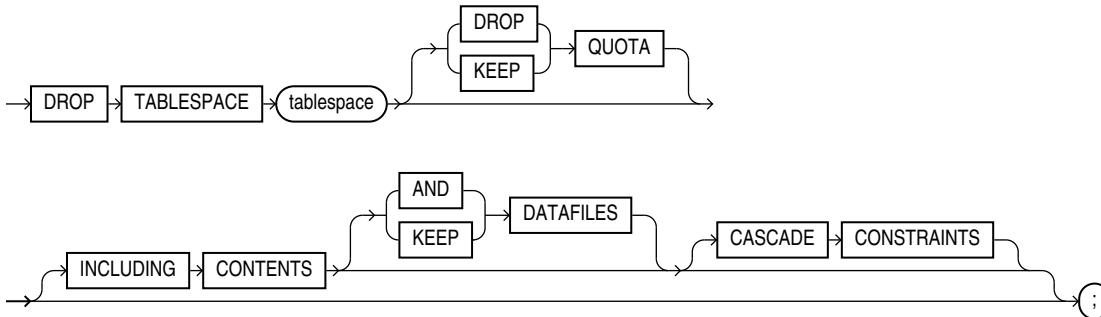 DROP
KEEP
QUOTA
DROP TABLESPACE tablespace
AND
KEEP
DATAFILES
CASCADE CONSTRAINTS
INCLUDING CONTENTS
;